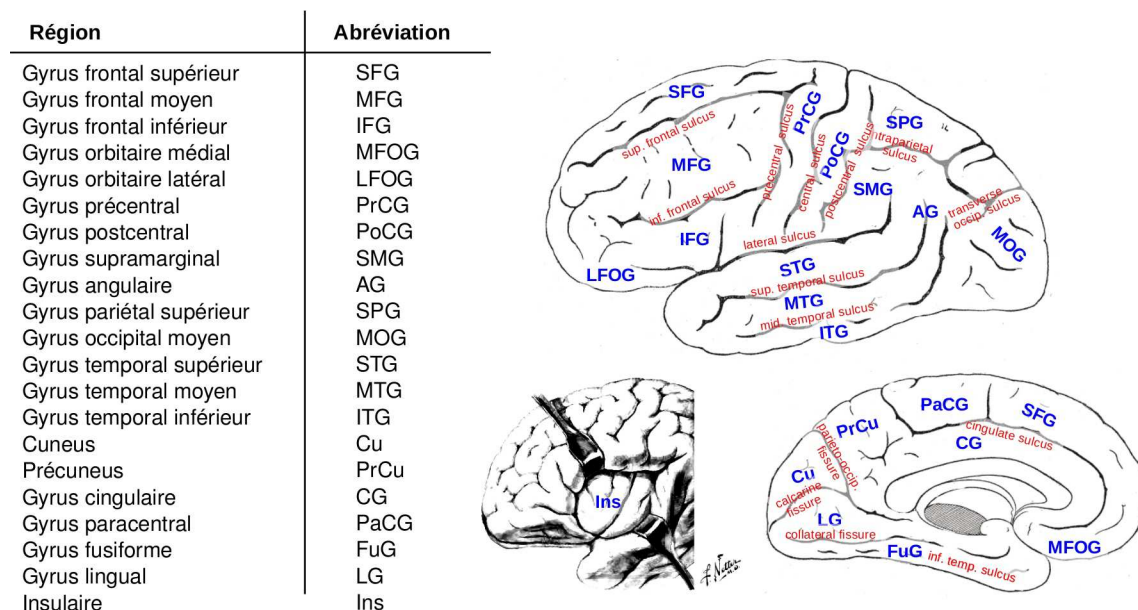 Région Abréviation
Gyrus frontal supérieur SFG
Gyrus frontal moyen MFG
Gyrus frontal inférieur IFG
Gyrus orbitaire médial MFOG
Gyrus orbitaire latéral LFOG
Gyrus précentral PrCG
Gyrus postcentral PoCG
Gyrus supramarginal SMG
Gyrus angulaire AG
Gyrus pariétal supérieur SPG
Gyrus occipital moyen MOG
Gyrus temporal supérieur STG
Gyrus temporal moyen MTG
Gyrus temporal inférieur ITG
Cuneus Cu
Précuneus PrCu
Gyrus cingulaire CG
Gyrus paracentral PaCG
Gyrus fusiforme FuG
Gyrus lingual LG
Insulaire Ins
SFG
PrCG
SPG
sup. frontal sulcus
precentral sulcus
central sulcus
PoCG
postcentral sulcus
intraparietal
sulcus
MFG
SMG
AG
transverse
occip. sulcus
MOG
inf. frontal sulcus
IFG
lateral sulcus
LFOG
STG
sup. temporal sulcus
MTG
mid. temporal sulcus
ITG
Ins
F. Netter
PaCG
SFG
PrCu
cingulate sulcus
CG
parieto-occip.
fissure
Cu
calcarine
fissure
LG
collateral fissure
FuG
inf. temp. sulcus
MFOG